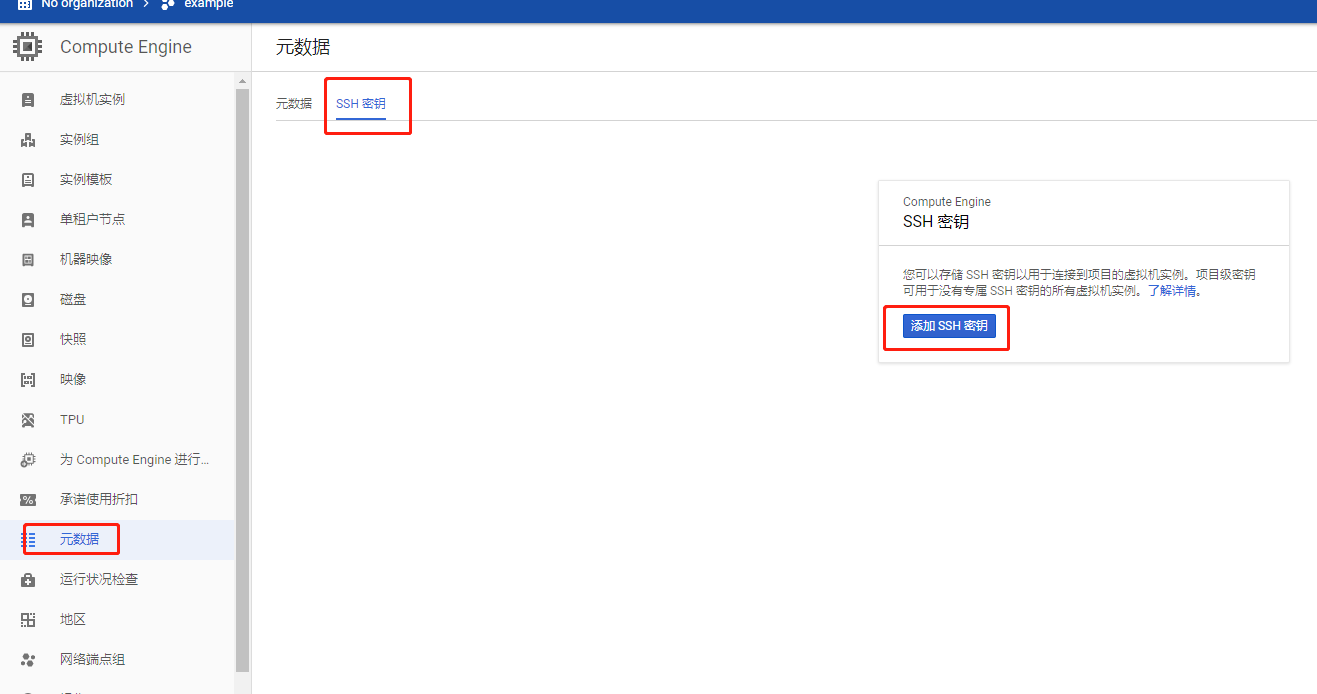 No organization
example
Compute Engine
虚拟机实例
实例组
实例模板
单租户节点
机器映像
磁盘
快照
映像
TPU
为 Compute Engine 进行...
承诺使用折扣
元数据
运行状况检查
地区
网络端点组
元数据
元数据
SSH 密钥
Compute Engine
SSH 密钥
您可以存储 SSH 密钥以用于连接到项目的虚拟机实例。项目级密钥
可用于没有专属 SSH 密钥的所有虚拟机实例。了解详情。
添加 SSH 密钥